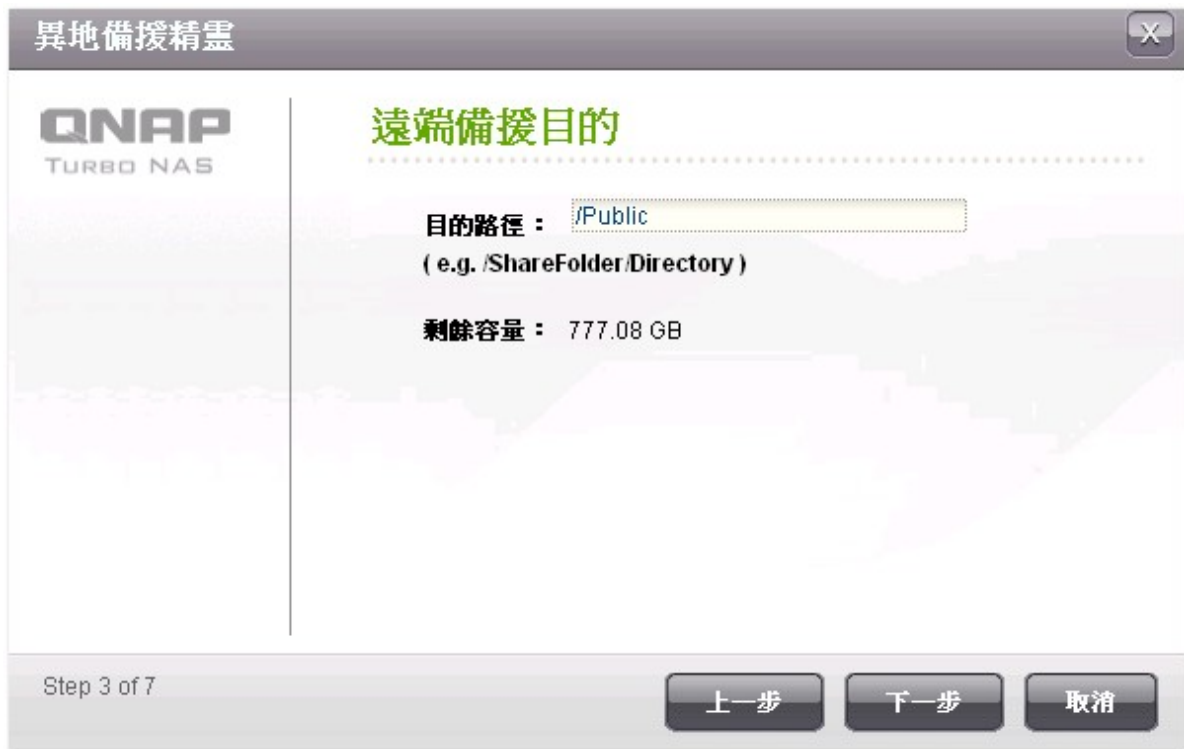 異地備援精靈
X
QNAP
TURBO NAS
遠端備援目的
目的路徑： /Public
( e.g. /ShareFolder/Directory )
剩餘容量： 777.08 GB
Step 3 of 7
上一步 下一步 取消